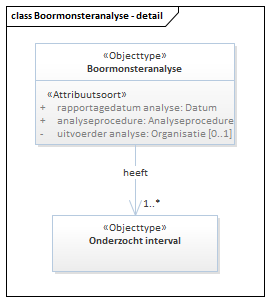 class Boormonsteranalyse - detail
«Objecttype»
Boormonsteranalyse
«Attribuutsoort»
+ rapportagedatum analyse: Datum
+ analyseprocedure: Analyseprocedure
- uitvoerder analyse: Organisatie [0..1]
heeft
1..*
«Objecttype»
Onderzocht interval